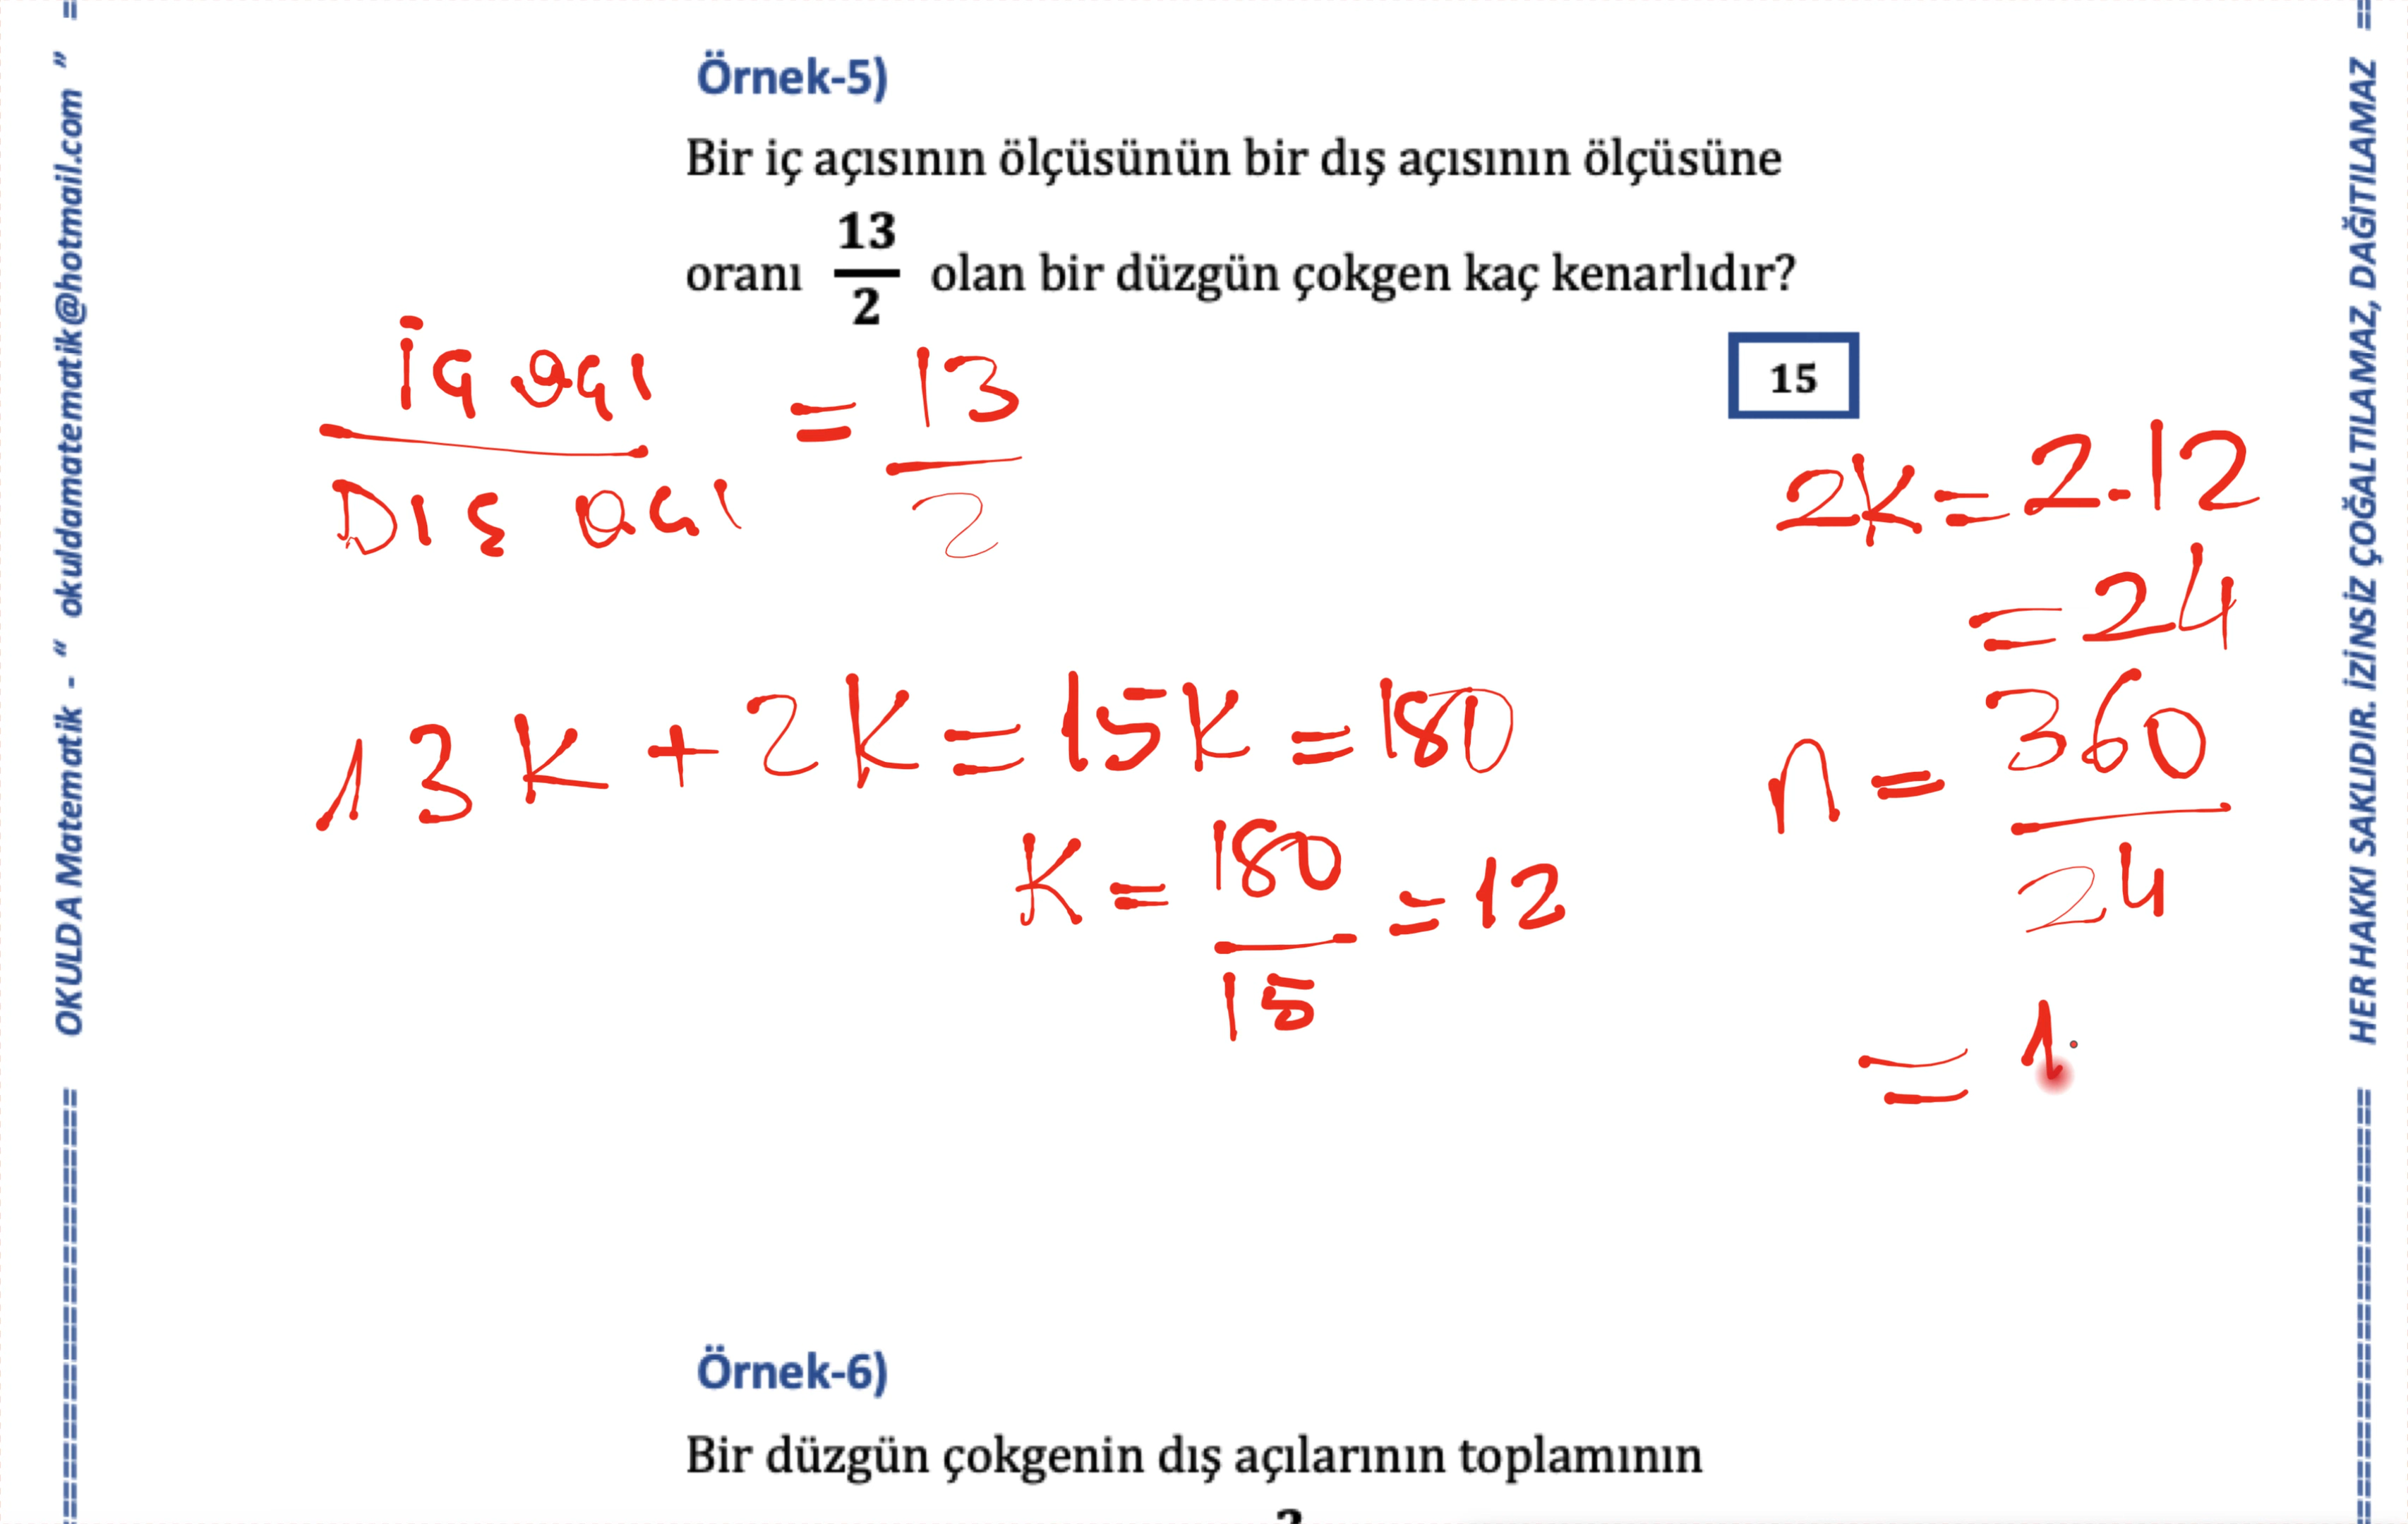 Örnek-5)
Bir iç açısının ölçüsünün bir dış açısının ölçüsüne
oranı 13/2 olan bir düzgün çokgen kaç kenarlıdır?
15
İç açı / Dış açı = 13/2
13K + 2K = 15K = 180
K = 180/15 = 12
2K = 2.12
= 24
n = 360/24
= 1
Örnek-6)
Bir düzgün çokgenin dış açılarının toplamının
OKULDA Matematik - " okuldamatematik@hotmail.com "
HER HAKKI SAKLIDIR. İZİNSİZ ÇOĞALTILAMAZ, DAĞITILAMAZ